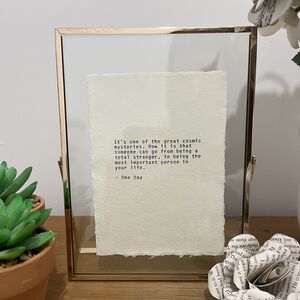 It's one of the great cosmic
mysteries. How it is that
someone can go from being a
total stranger, to being the
most important person in
your life.
- One Day